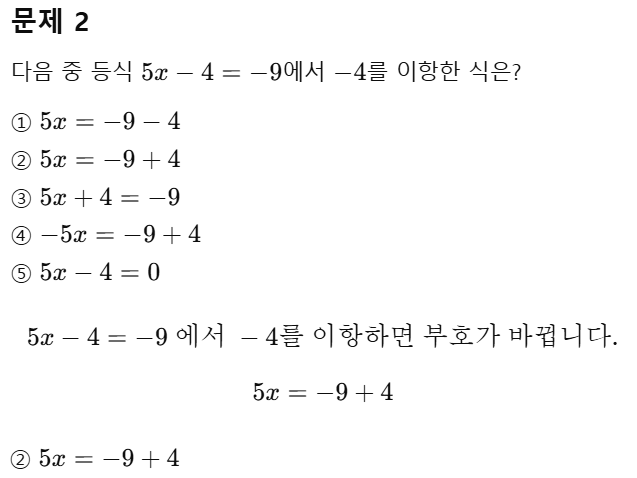 문제 2
다음 중 등식 5x − 4 = −9에서 −4를 이항한 식은?
① 5x = −9 − 4
② 5x = −9 + 4
③ 5x + 4 = −9
④ −5x = −9 + 4
⑤ 5x − 4 = 0
5x − 4 = −9 에서 − 4를 이항하면 부호가 바뀝니다.
5x = −9 + 4
② 5x = −9 + 4